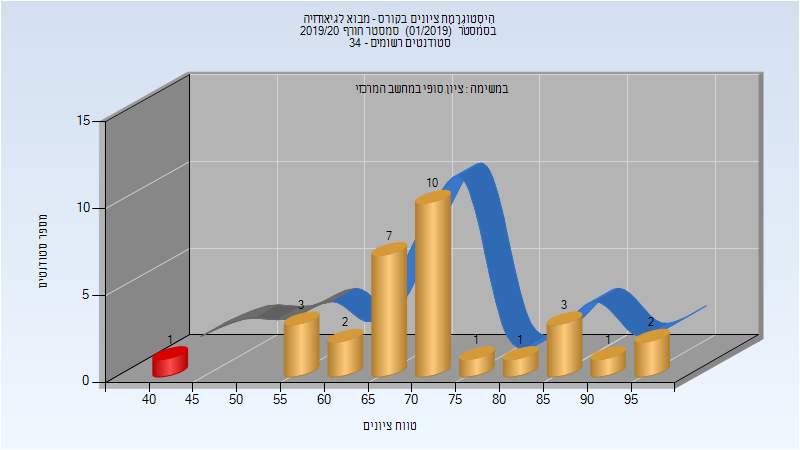 היסטוגרמת ציונים בקורס - מבוא לגיאודזיה
בסמסטר (01/2019) סמסטר חורף 2019/20
סטודנטים רשומים - 34
במשימה : ציון סופי במחשב המרכזי
מספר סטודנטים
15
10
5
0
1
3
2
7
10
1
1
3
1
2
40 45 50 55 60 65 70 75 80 85 90 95
טווח ציונים